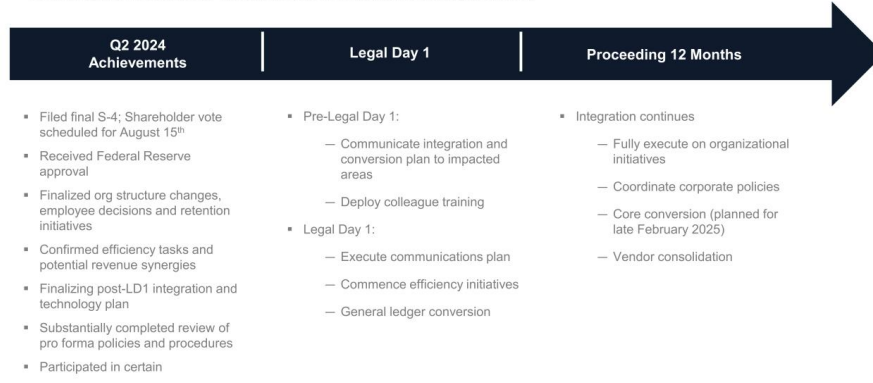 Q2 2024
Achievements
Legal Day 1
Proceeding 12 Months
▪ Filed final S-4; Shareholder vote
scheduled for August 15th
▪ Received Federal Reserve
approval
▪ Finalized org structure changes,
employee decisions and retention
initiatives
▪ Confirmed efficiency tasks and
potential revenue synergies
▪ Finalizing post-LD1 integration and
technology plan
▪ Substantially completed review of
pro forma policies and procedures
▪ Participated in certain
▪ Pre-Legal Day 1:
— Communicate integration and
conversion plan to impacted
areas
— Deploy colleague training
▪ Legal Day 1:
— Execute communications plan
— Commence efficiency initiatives
— General ledger conversion
▪ Integration continues
— Fully execute on organizational
initiatives
— Coordinate corporate policies
— Core conversion (planned for
late February 2025)
— Vendor consolidation